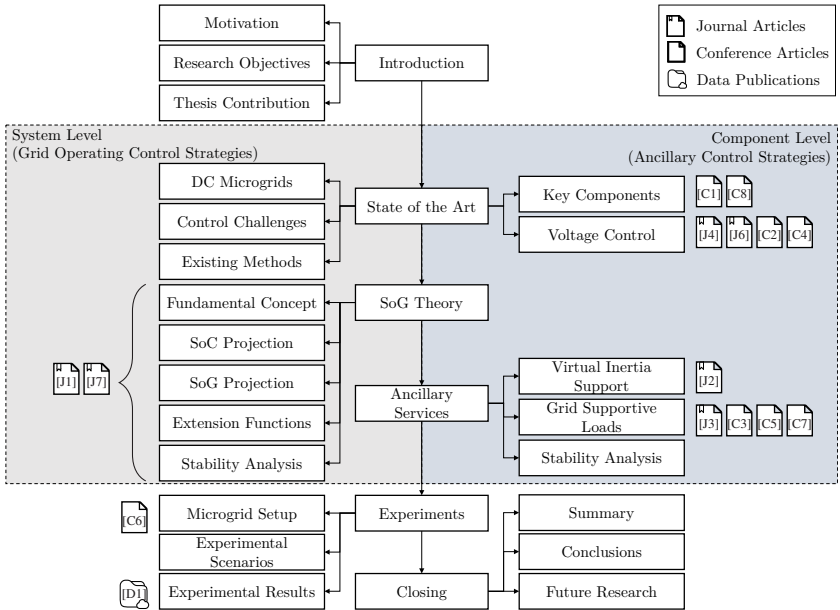 Motivation
Research Objectives
Introduction
Thesis Contribution
Journal Articles
Conference Articles
Data Publications
System Level
(Grid Operating Control Strategies)
Component Level
(Ancillary Control Strategies)
DC Microgrids
Control Challenges
Existing Methods
State of the Art
Key Components
[C1]
[C8]
Voltage Control
[J4]
[J6]
[C2]
[C4]
Fundamental Concept
SoC Projection
SoG Projection
Extension Functions
Stability Analysis
[J1]
[J7]
SoG Theory
Ancillary
Services
Virtual Inertia
Support
[J2]
Grid Supportive
Loads
[J3]
[C3]
[C5]
[C7]
Stability Analysis
[C6]
Microgrid Setup
Experimental
Scenarios
[D1]
Experimental Results
Experiments
Closing
Summary
Conclusions
Future Research